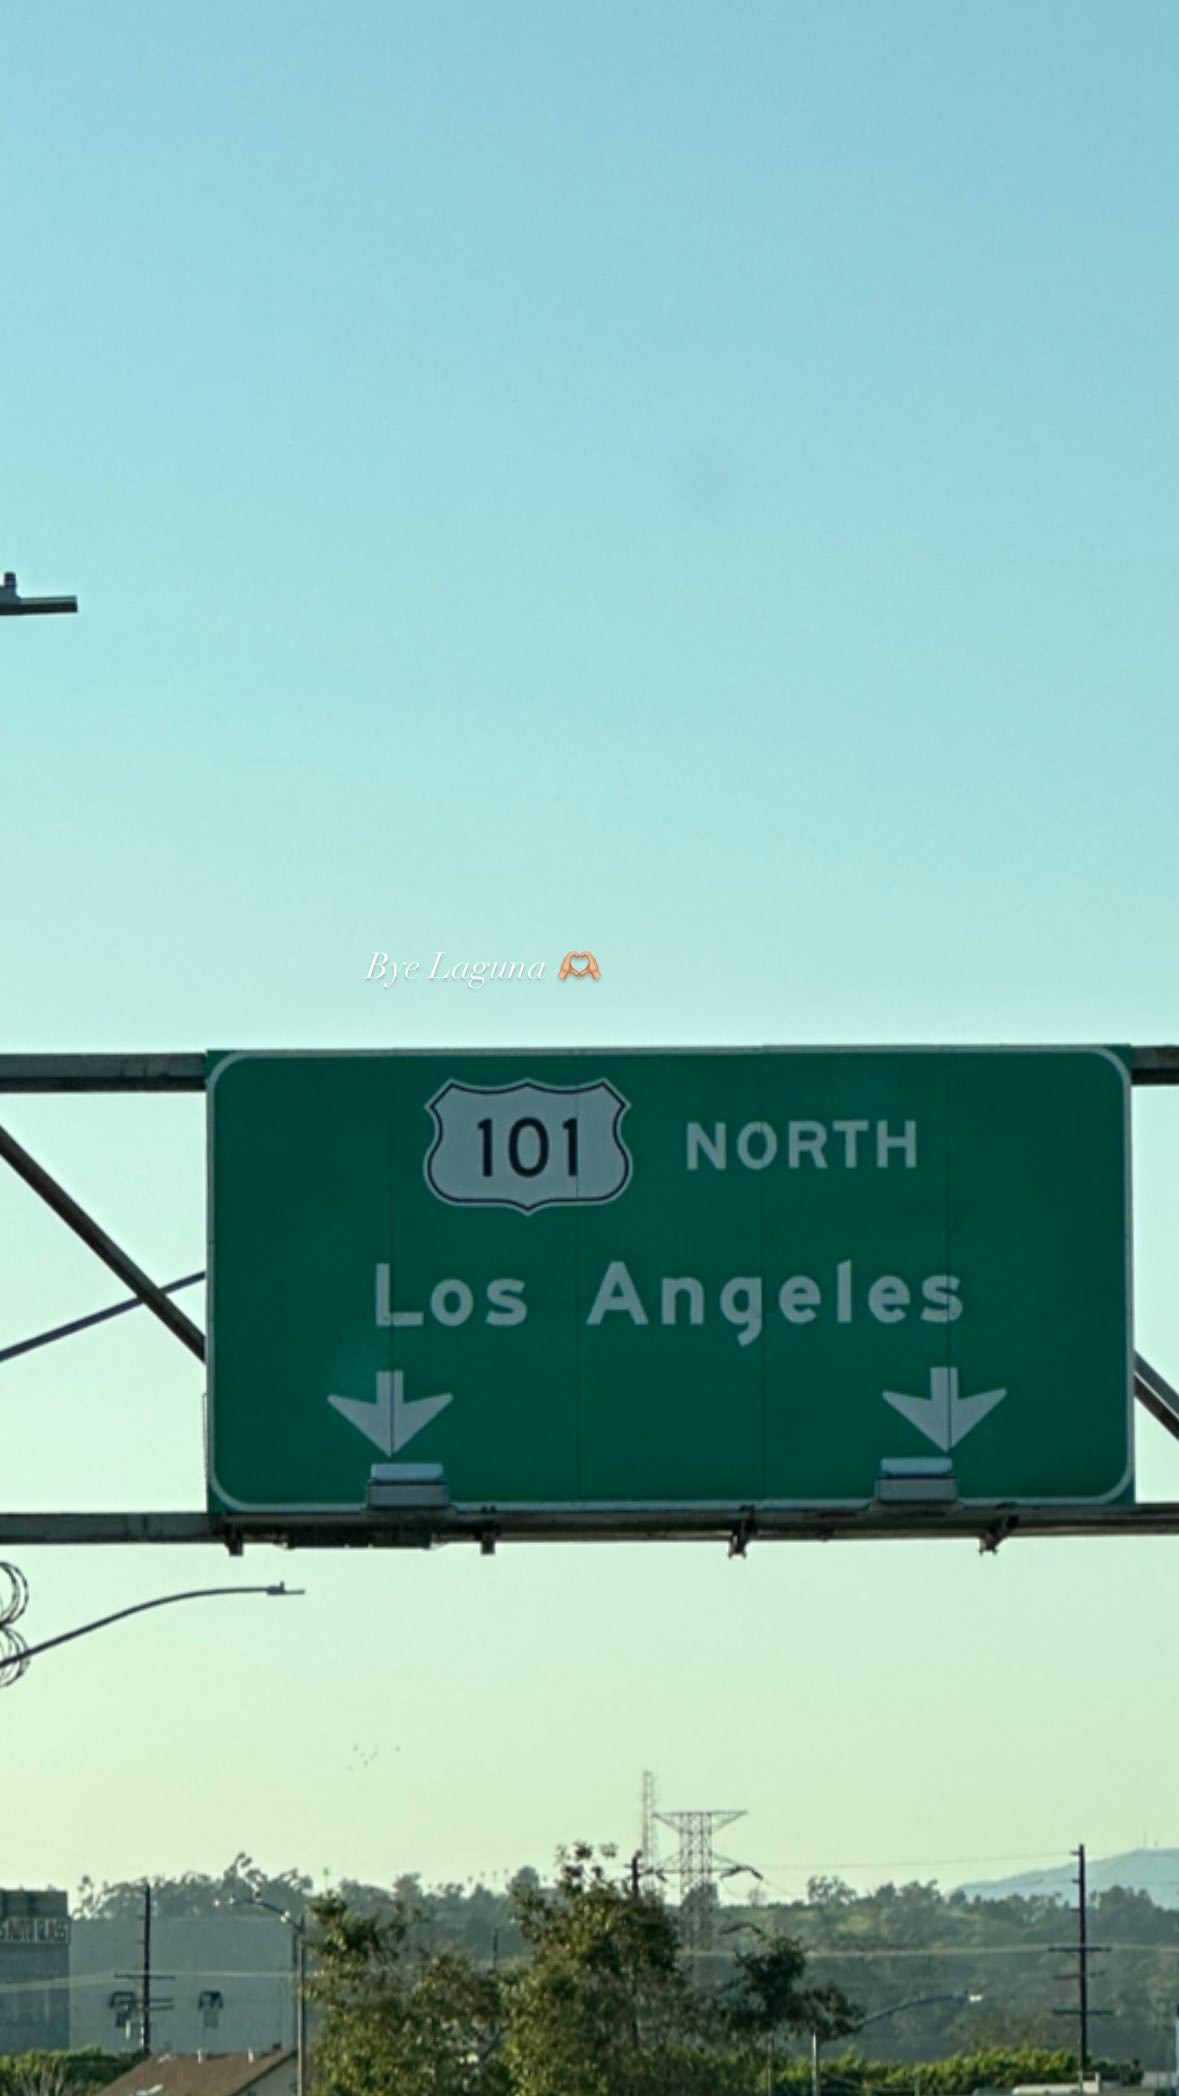 Bye Laguna 🫶
101 NORTH
Los Angeles